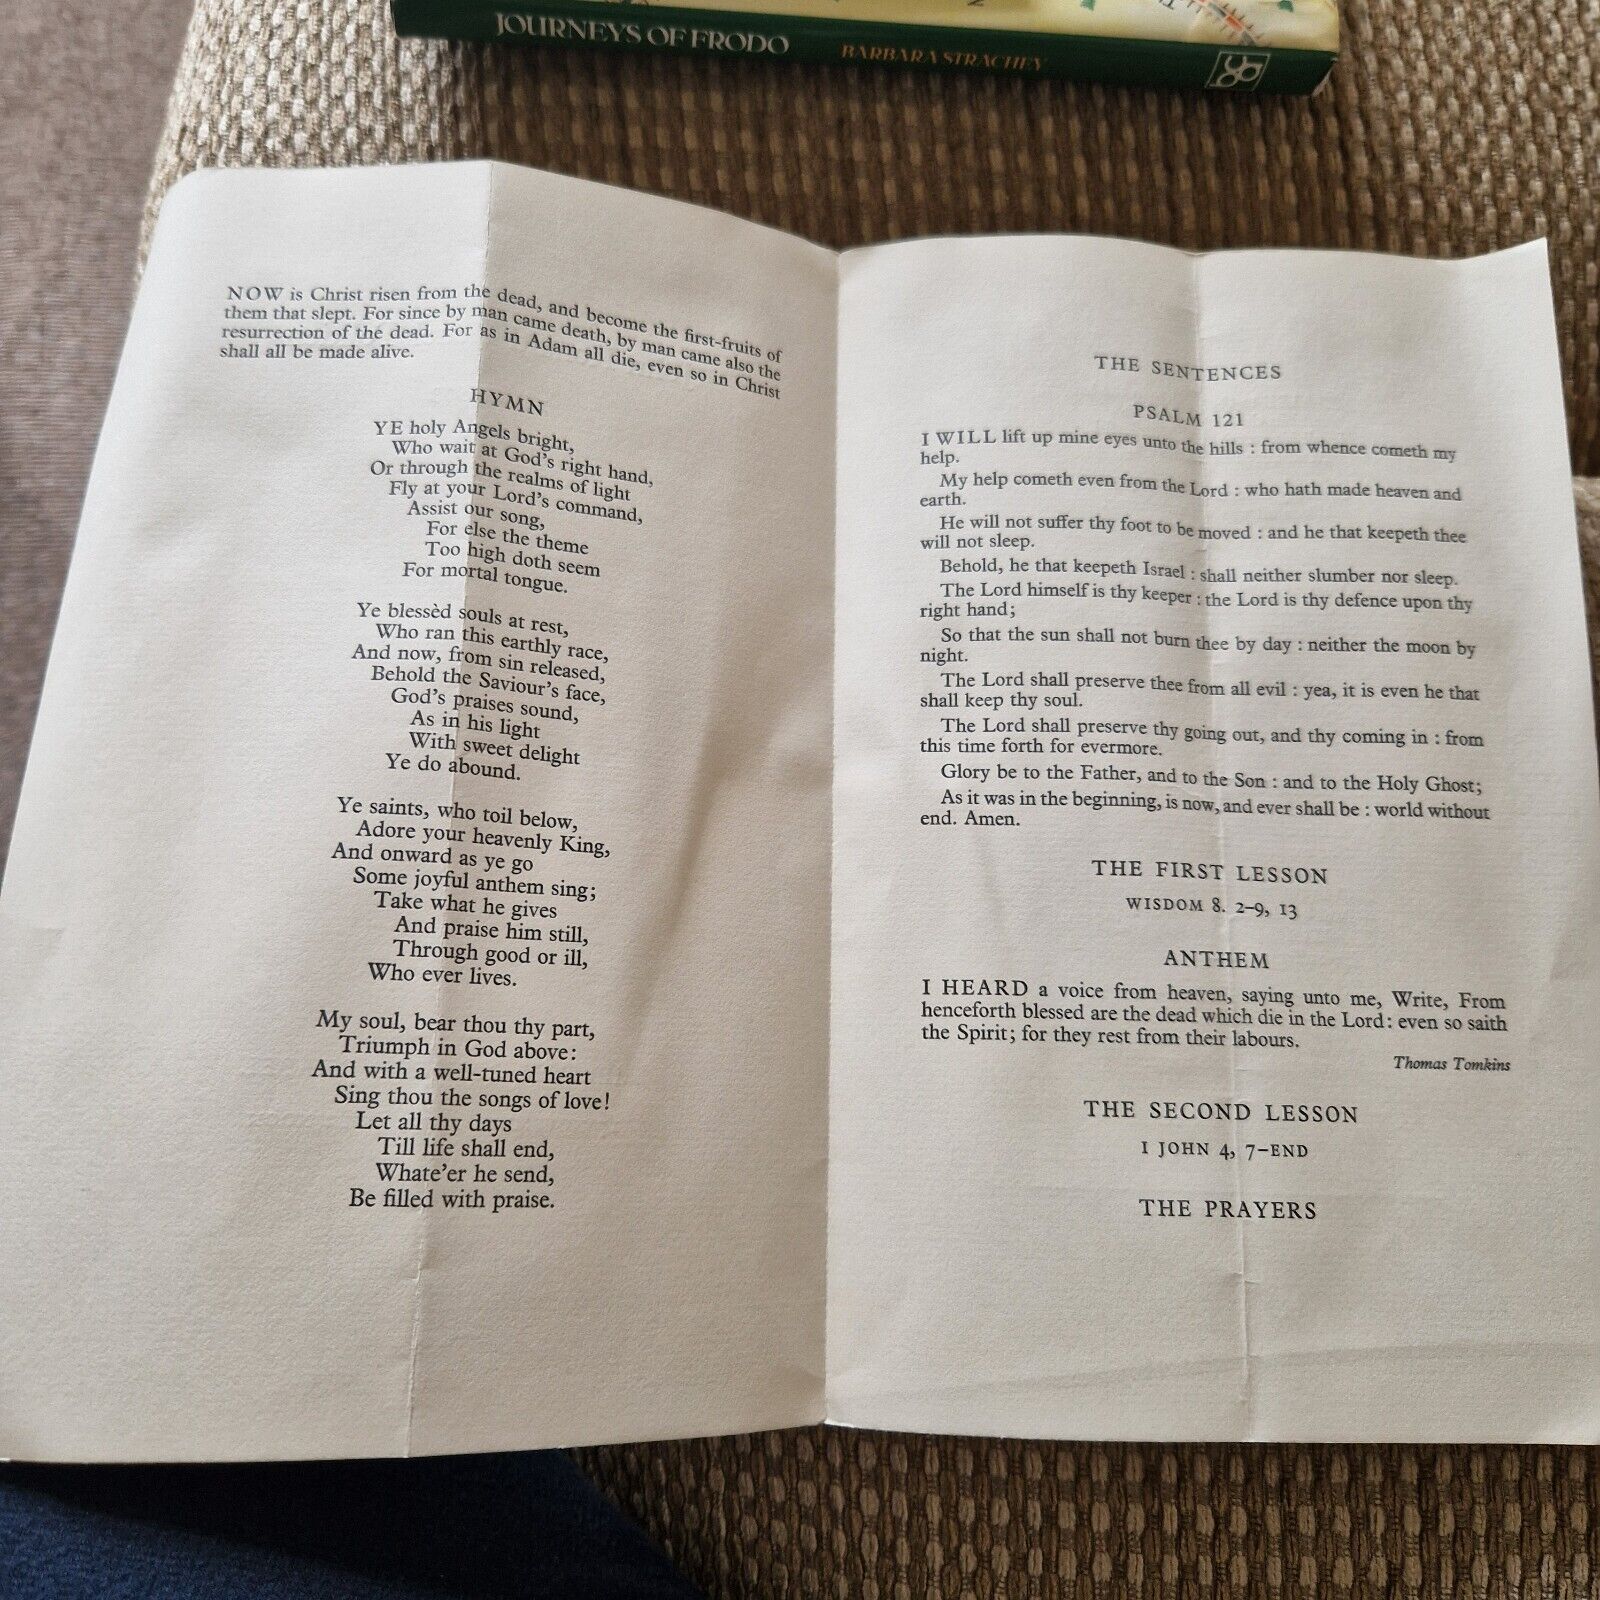 JOURNEYS OF FRODO BARBARA STRACHEY
NOW is Christ risen from the dead, and become the first-fruits of
them that slept. For since by man came death, by man came also the
resurrection of the dead. For as in Adam all die, even so in Christ
shall all be made alive.
HYMN
YE holy Angels bright,
Who wait at God's right hand,
Or through the realms of light
Fly at your Lord's command,
Assist our song,
For else the theme
Too high doth seem
For mortal tongue.
Ye blessèd souls at rest,
Who ran this earthly race,
And now, from sin released,
Behold the Saviour's face,
God's praises sound,
As in his light
With sweet delight
Ye do abound.
Ye saints, who toil below,
Adore your heavenly King,
And onward as ye go
Some joyful anthem sing;
Take what he gives
And praise him still,
Through good or ill,
Who ever lives.
My soul, bear thou thy part,
Triumph in God above:
And with a well-tuned heart
Sing thou the songs of love!
Let all thy days
Till life shall end,
Whate'er he send,
Be filled with praise.
THE SENTENCES
PSALM 121
I WILL lift up mine eyes unto the hills : from whence cometh my
help.
My help cometh even from the Lord : who hath made heaven and
earth.
He will not suffer thy foot to be moved : and he that keepeth thee
will not sleep.
Behold, he that keepeth Israel : shall neither slumber nor sleep.
The Lord himself is thy keeper : the Lord is thy defence upon thy
right hand;
So that the sun shall not burn thee by day : neither the moon by
night.
The Lord shall preserve thee from all evil : yea, it is even he that
shall keep thy soul.
The Lord shall preserve thy going out, and thy coming in : from
this time forth for evermore.
Glory be to the Father, and to the Son : and to the Holy Ghost;
As it was in the beginning, is now, and ever shall be : world without
end. Amen.
THE FIRST LESSON
WISDOM 8. 2–9, 13
ANTHEM
I HEARD a voice from heaven, saying unto me, Write, From
henceforth blessed are the dead which die in the Lord: even so saith
the Spirit; for they rest from their labours.
Thomas Tomkins
THE SECOND LESSON
I JOHN 4, 7–END
THE PRAYERS